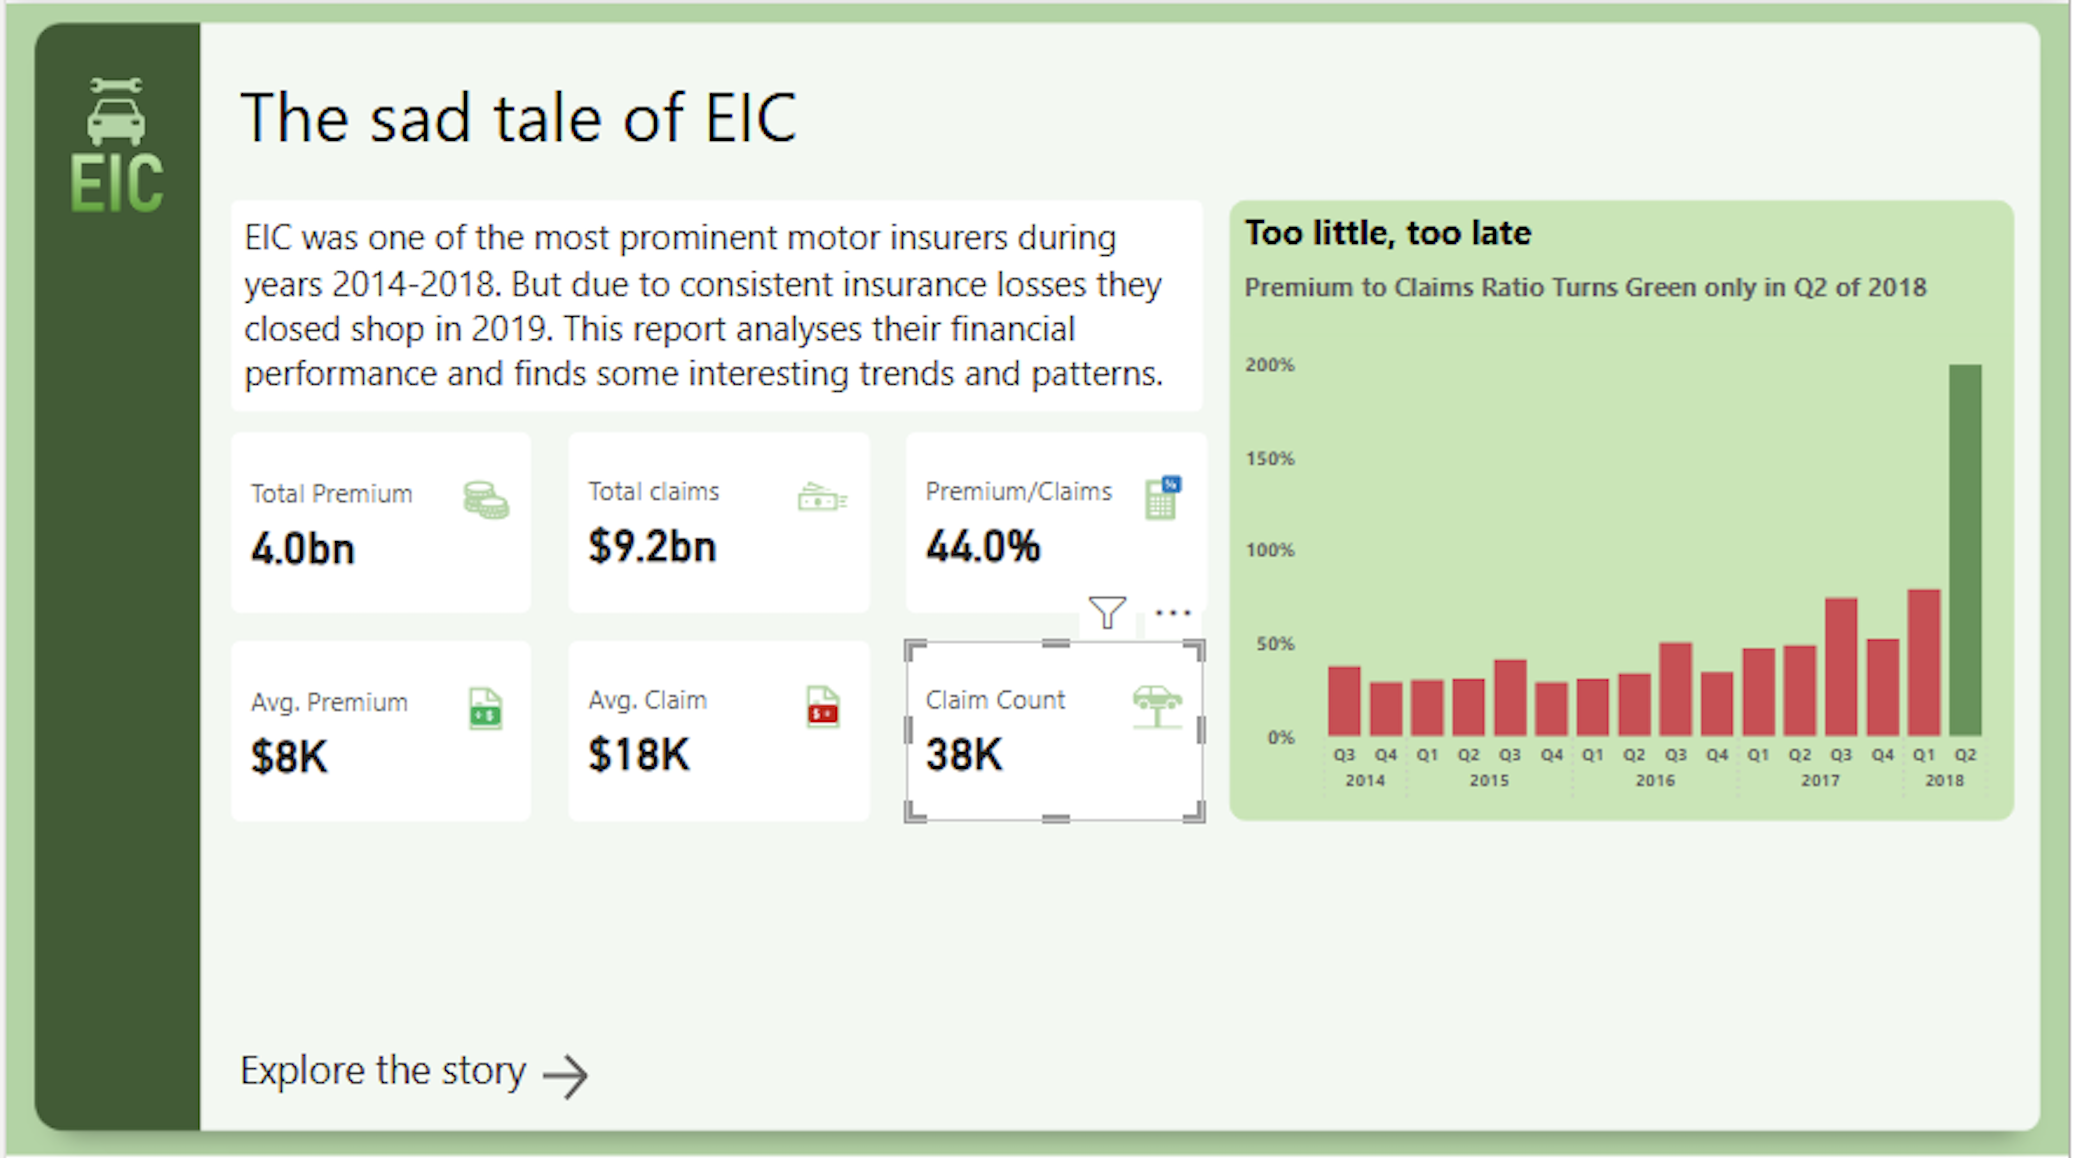 EIC
The sad tale of EIC
EIC was one of the most prominent motor insurers during
years 2014-2018. But due to consistent insurance losses they
closed shop in 2019. This report analyses their financial
performance and finds some interesting trends and patterns.
Total Premium
4.0bn
Total claims
$9.2bn
Premium/Claims
%
44.0%
Avg. Premium
+ $
$8K
Avg. Claim
$ +
$18K
Claim Count
38K
Too little, too late
Premium to Claims Ratio Turns Green only in Q2 of 2018
200%
150%
100%
50%
0%
Q3 Q4 Q1 Q2 Q3 Q4 Q1 Q2 Q3 Q4 Q1 Q2 Q3 Q4 Q1 Q2
2014 2015 2016 2017 2018
Explore the story